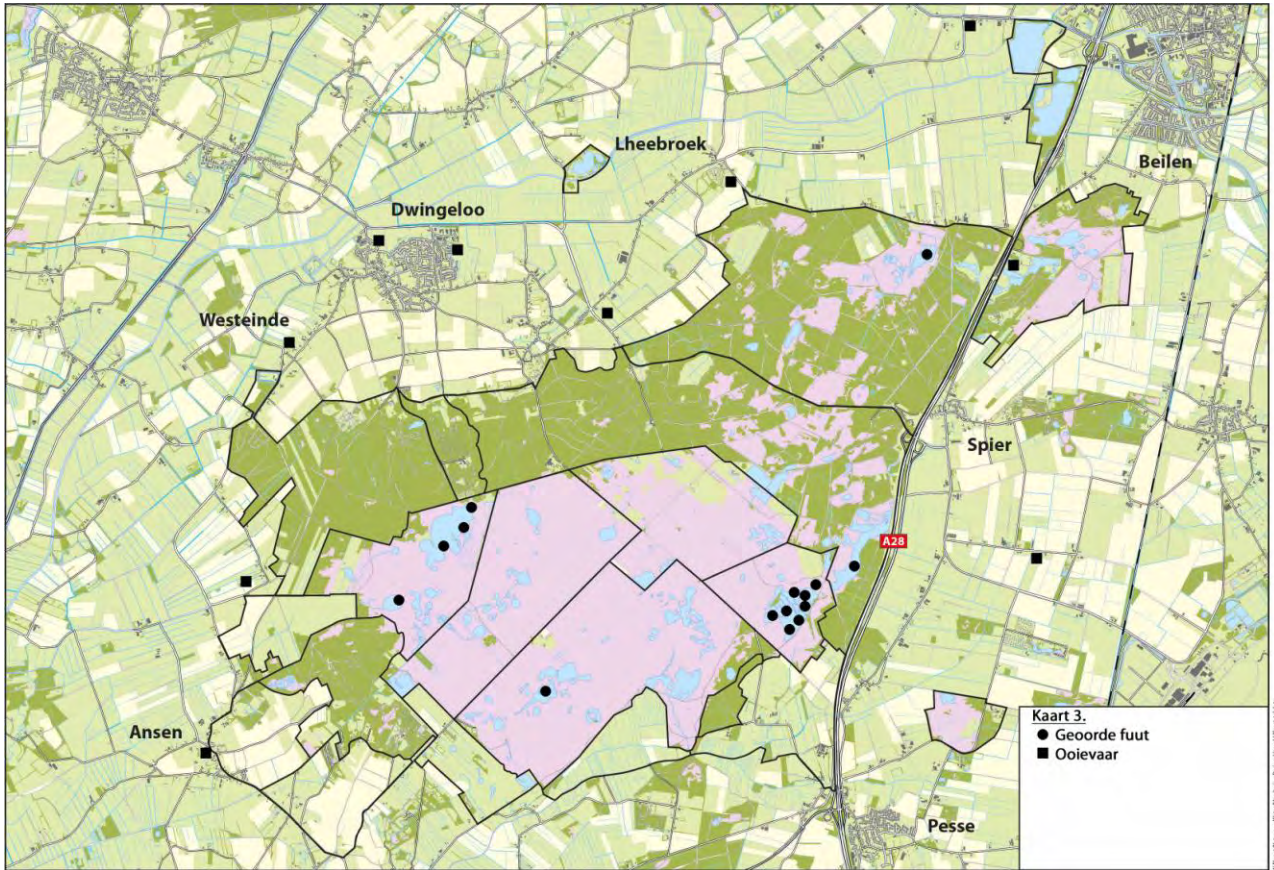 Lheebroek
Beilen
Dwingeloo
Westeinde
Spier
A28
Ansen
Pesse
Kaart 3.
Geoorde fuut
Ooievaar